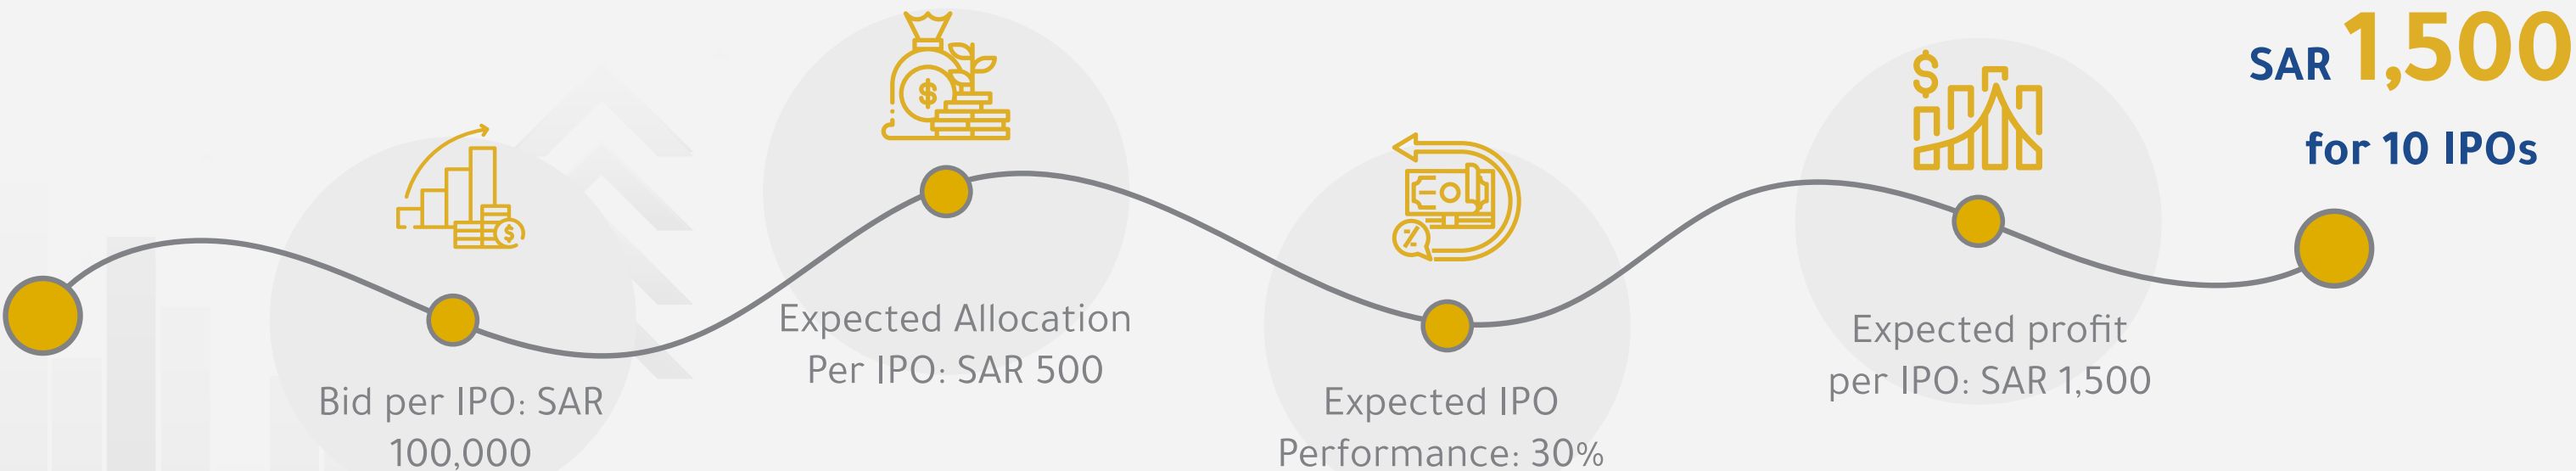 Bid per IPO: SAR
100,000
Expected Allocation
Per IPO: SAR 500
Expected IPO
Performance: 30%
Expected profit
per IPO: SAR 1,500
SAR 1,500
for 10 IPOs